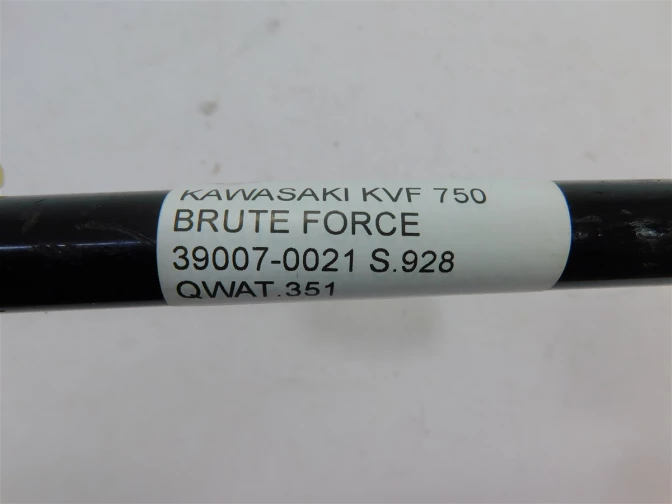 KAWASAKI KVF 750
BRUTE FORCE
39007-0021 S.928
QWAT.351